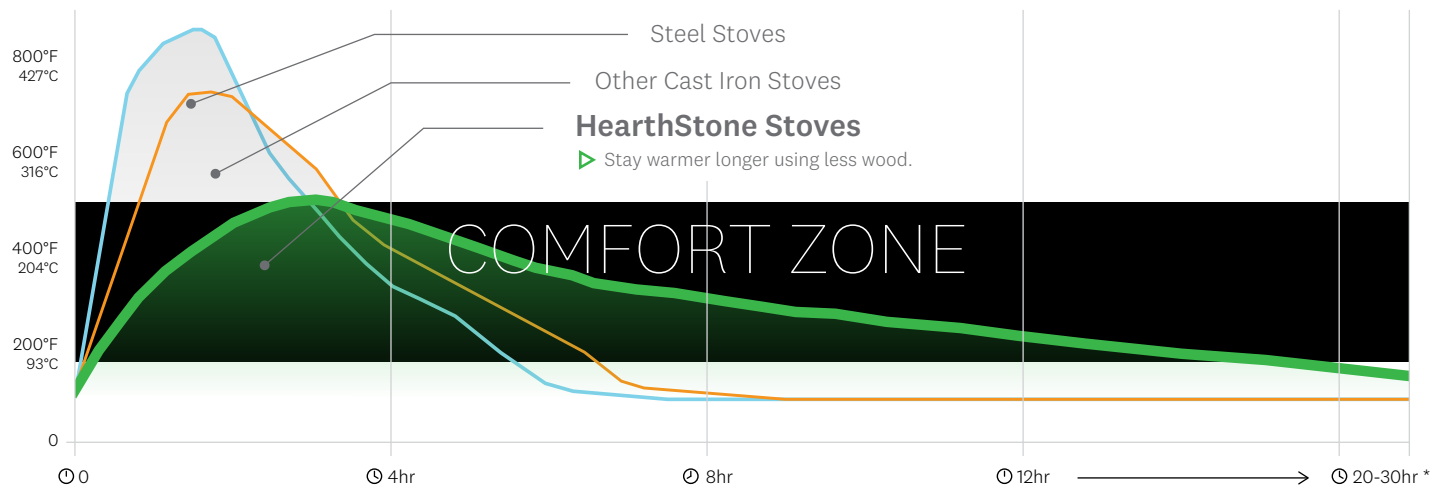 Steel Stoves
800°F
427°C
Other Cast Iron Stoves
HearthStone Stoves
600°F
316°C
Stay warmer longer using less wood.
COMFORT ZONE
400°F
204°C
200°F
93°C
0
0
4hr
8hr
12hr
20-30hr *